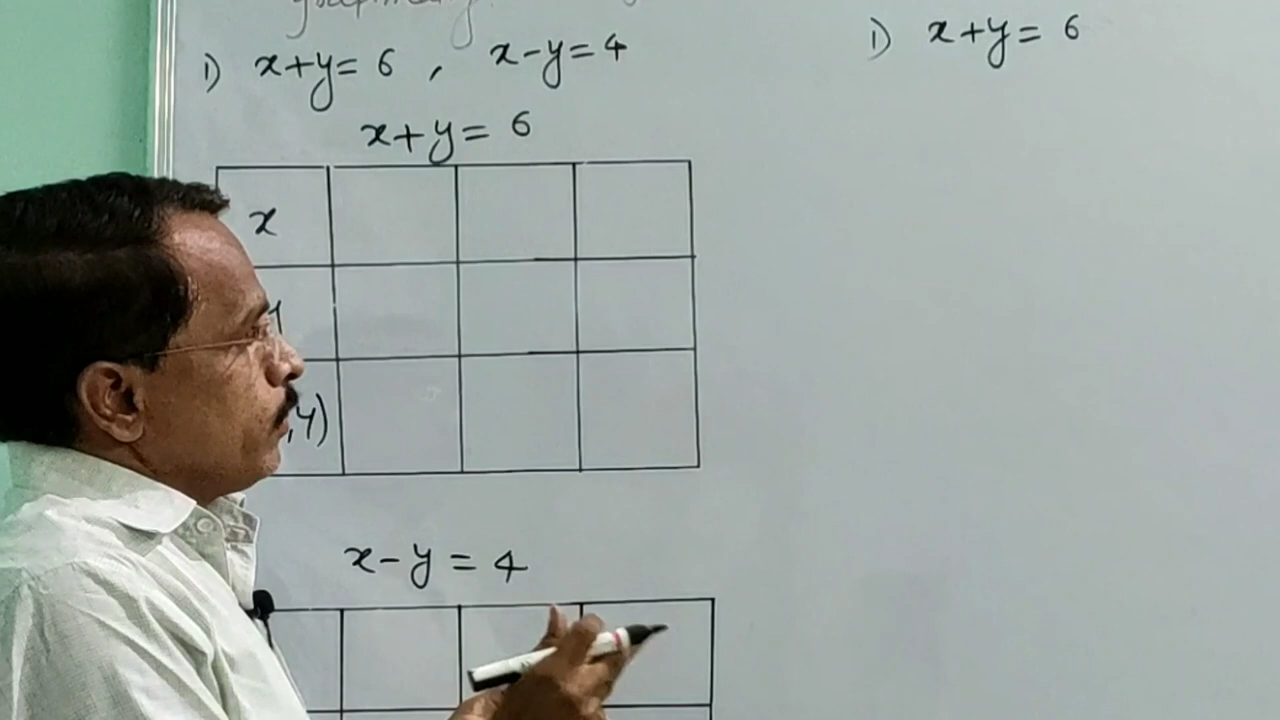 1) x+y= 6 , x-y=4
x+y= 6
x
,y)
x-y = 4
1) x+y= 6